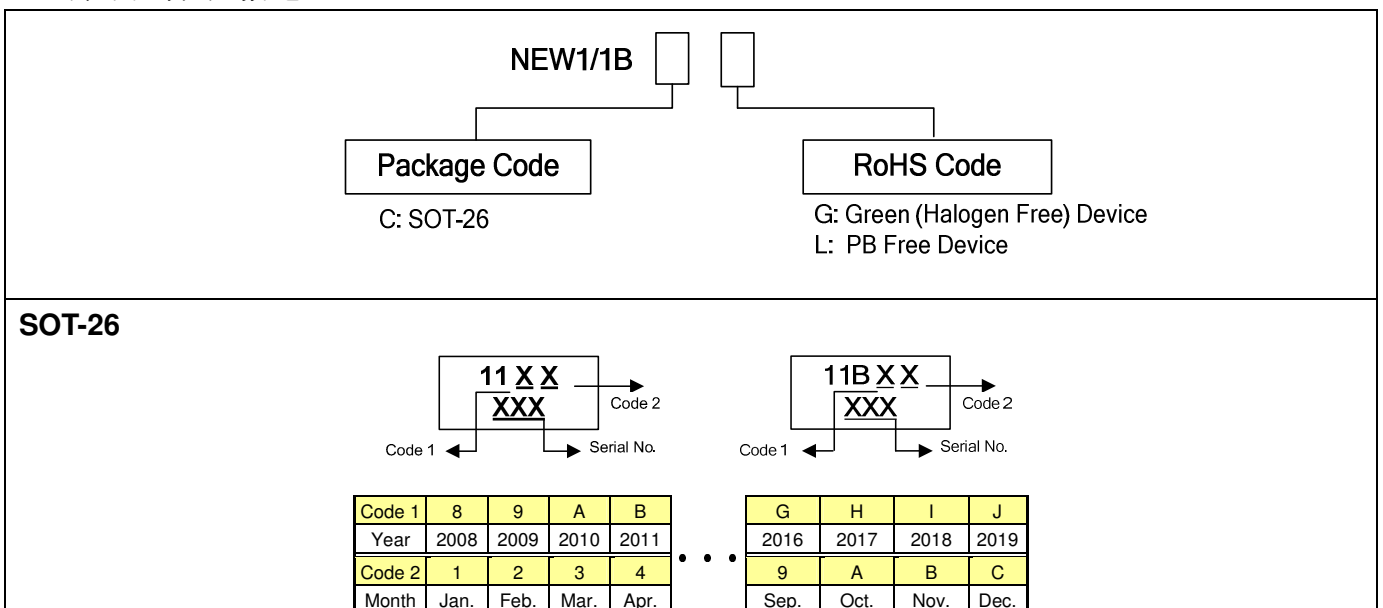 NEW1/1B
Package Code
RoHS Code
C: SOT-26
G: Green (Halogen Free) Device
L: PB Free Device
SOT-26
11 X X
XXX
Code 2
Code 1
Serial No.
11B X X
XXX
Code 2
Code 1
Serial No.
Code 1 8 9 A B G H I J
Year 2008 2009 2010 2011 • • • 2016 2017 2018 2019
Code 2 1 2 3 4 9 A B C
Month Jan. Feb. Mar. Apr. Sep. Oct. Nov. Dec.